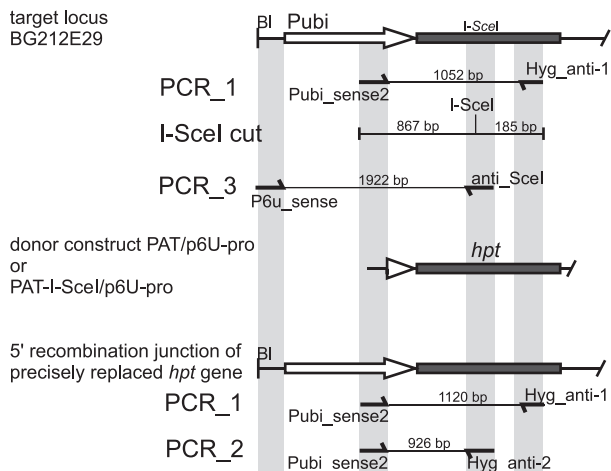 target locus BI Pubi I-SceI
BG212E29
PCR_1 1052 bp Hyg_anti-1
Pubi_sense2
I-SceI
I-SceI cut 867 bp 185 bp
PCR_3 1922 bp anti_SceI
P6u_sense
donor construct PAT/p6U-pro hpt
or
PAT-I-SceI/p6U-pro
5' recombination junction of BI
precisely replaced hpt gene
PCR_1 1120 bp Hyg_anti-1
Pubi_sense2
PCR_2 926 bp
Pubi_sense2 Hyg_anti-2